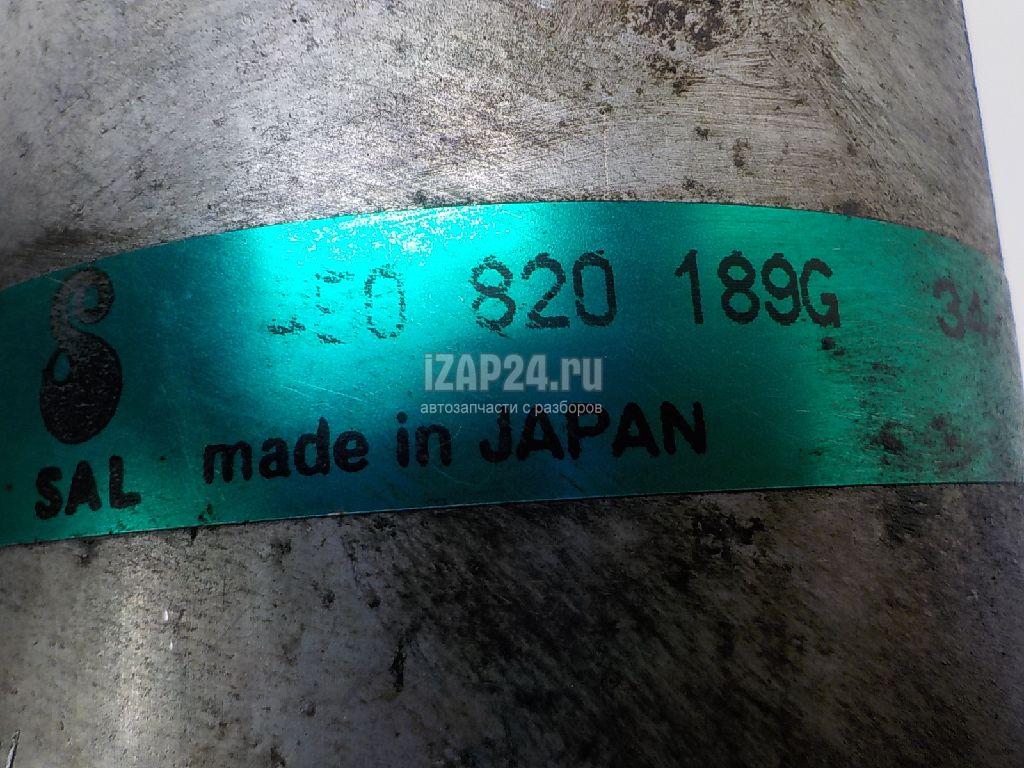 820 189G
iZAP24.ru
автозапчасти с разборов
made in JAPAN
SAL